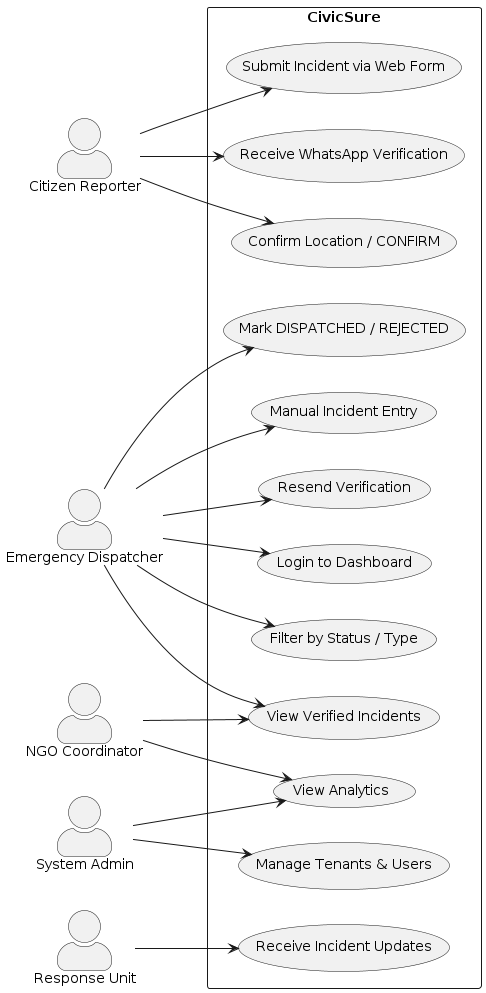 CivicSure
Submit Incident via Web Form
Receive WhatsApp Verification
Citizen Reporter
Confirm Location / CONFIRM
Mark DISPATCHED / REJECTED
Manual Incident Entry
Resend Verification
Emergency Dispatcher
Login to Dashboard
Filter by Status / Type
View Verified Incidents
NGO Coordinator
View Analytics
System Admin
Manage Tenants & Users
Receive Incident Updates
Response Unit